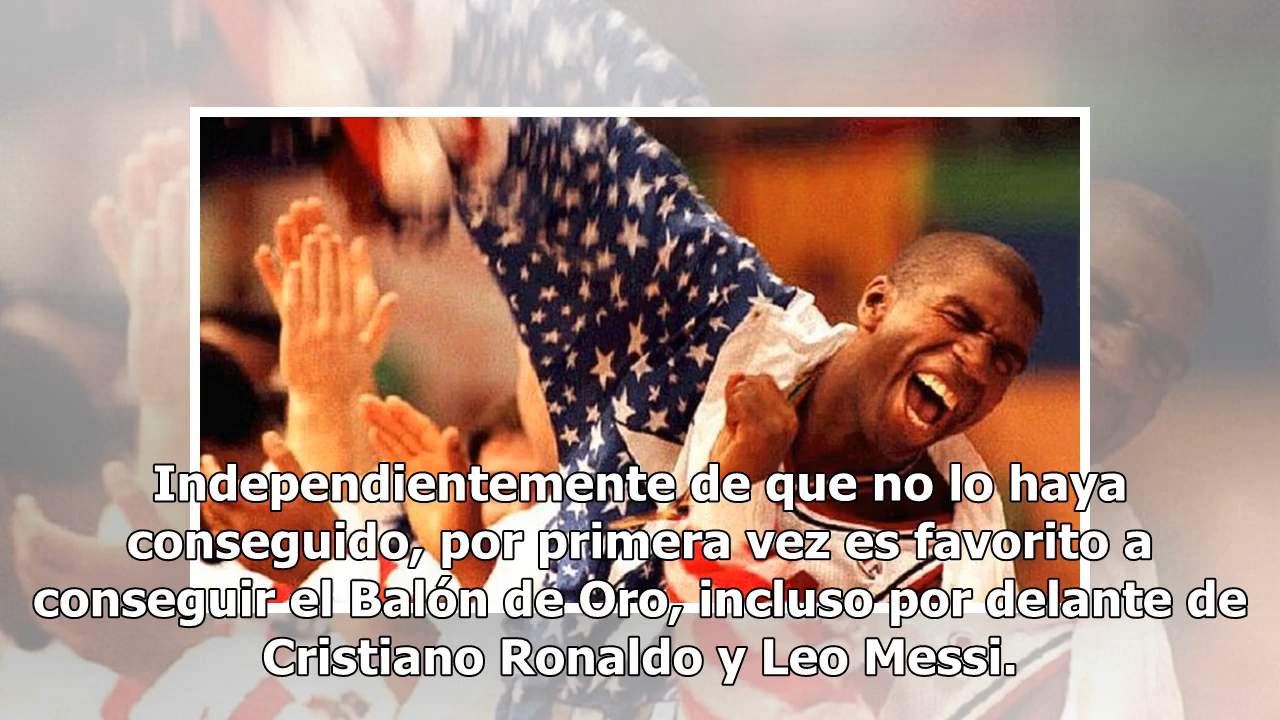 Independientemente de que no lo haya
conseguido, por primera vez es favorito a
conseguir el Balón de Oro, incluso por delante de
Cristiano Ronaldo y Leo Messi.